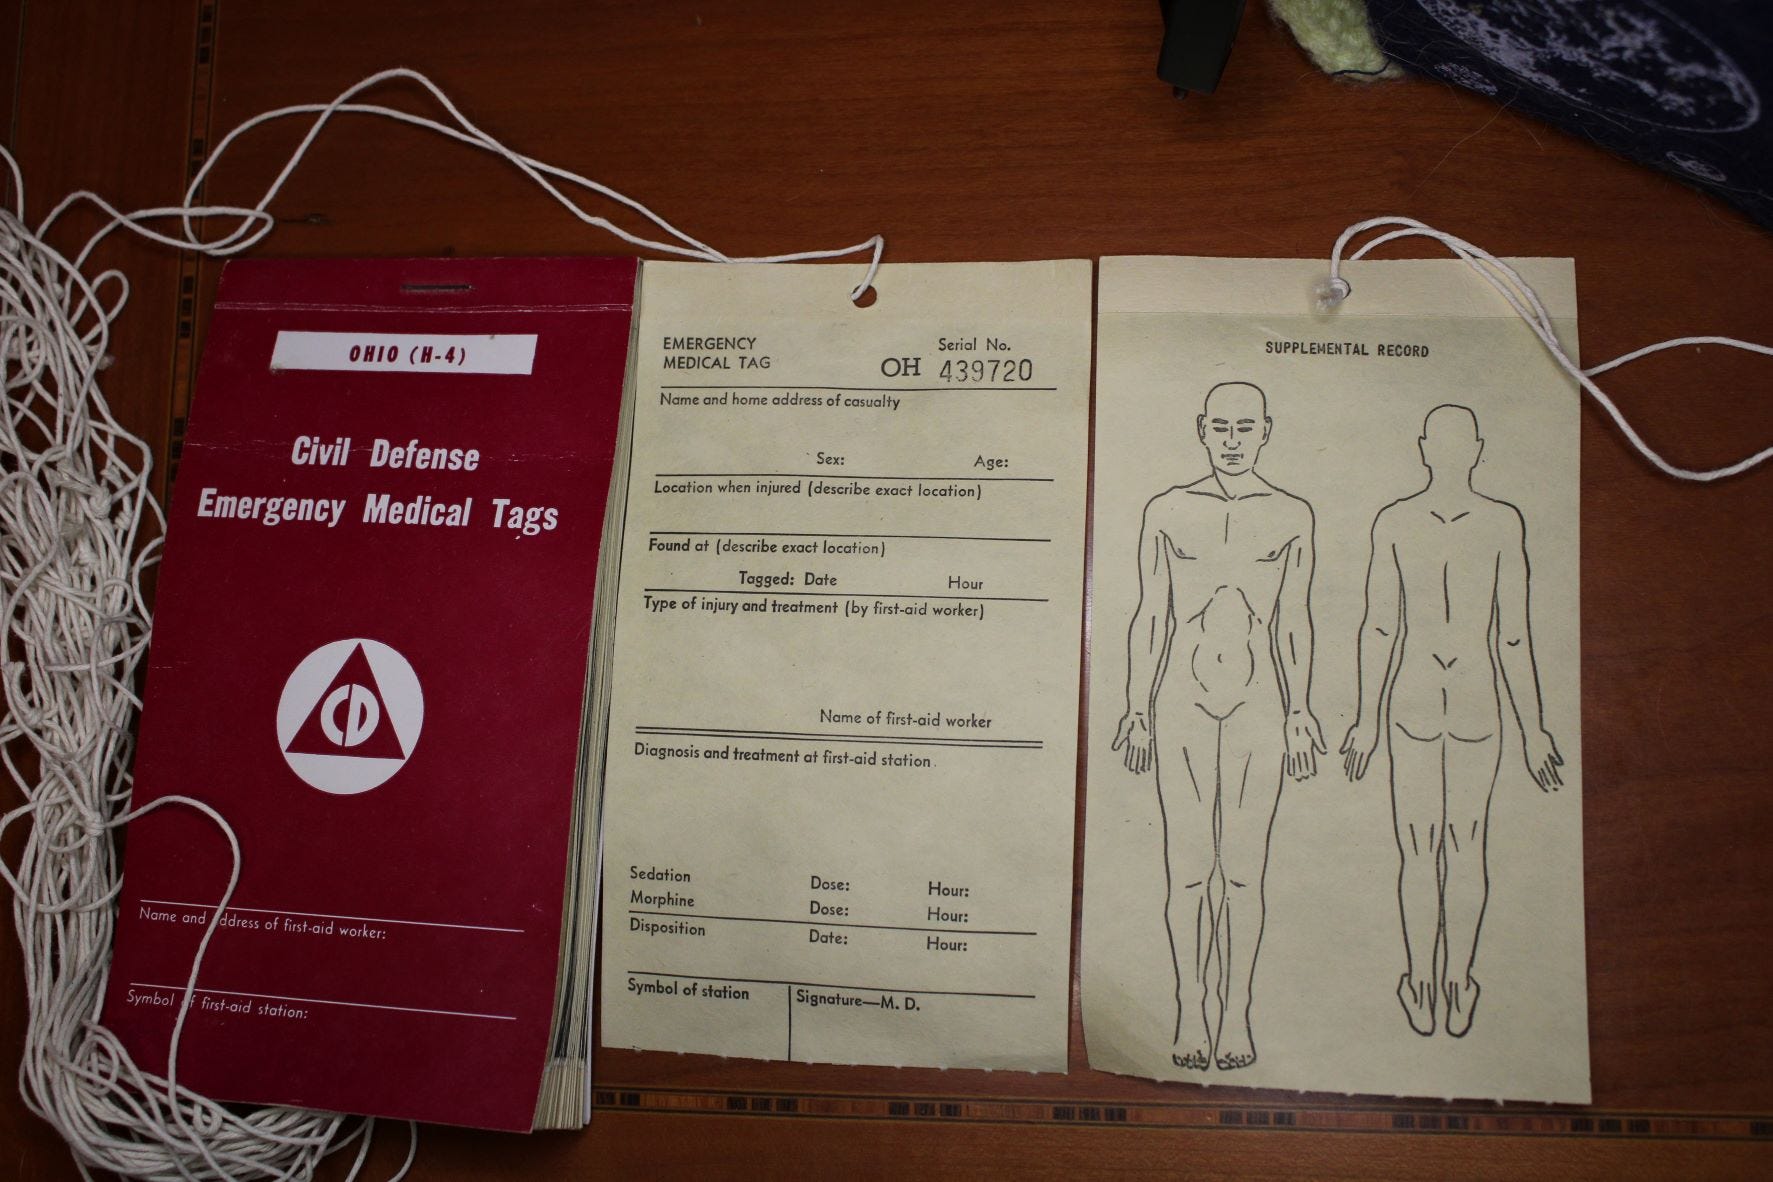 OHIO (H-4)
Civil Defense
Emergency Medical Tags
CD
Name and address of first-aid worker:
Symbol of first-aid station:
EMERGENCY
MEDICAL TAG
Serial No.
OH 439720
Name and home address of casualty
Sex: Age:
Location when injured (describe exact location)
Found at (describe exact location)
Tagged: Date Hour
Type of injury and treatment (by first-aid worker)
Name of first-aid worker
Diagnosis and treatment at first-aid station.
Sedation Dose: Hour:
Morphine Dose: Hour:
Disposition Date: Hour:
Symbol of station Signature—M. D.
SUPPLEMENTAL RECORD